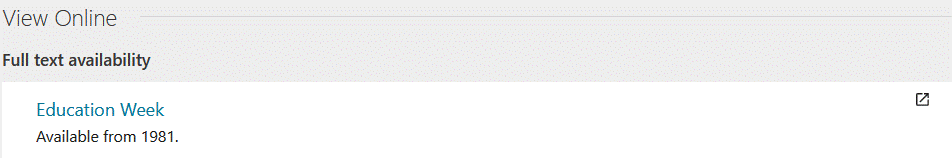 View Online
Full text availability
Education Week
Available from 1981.